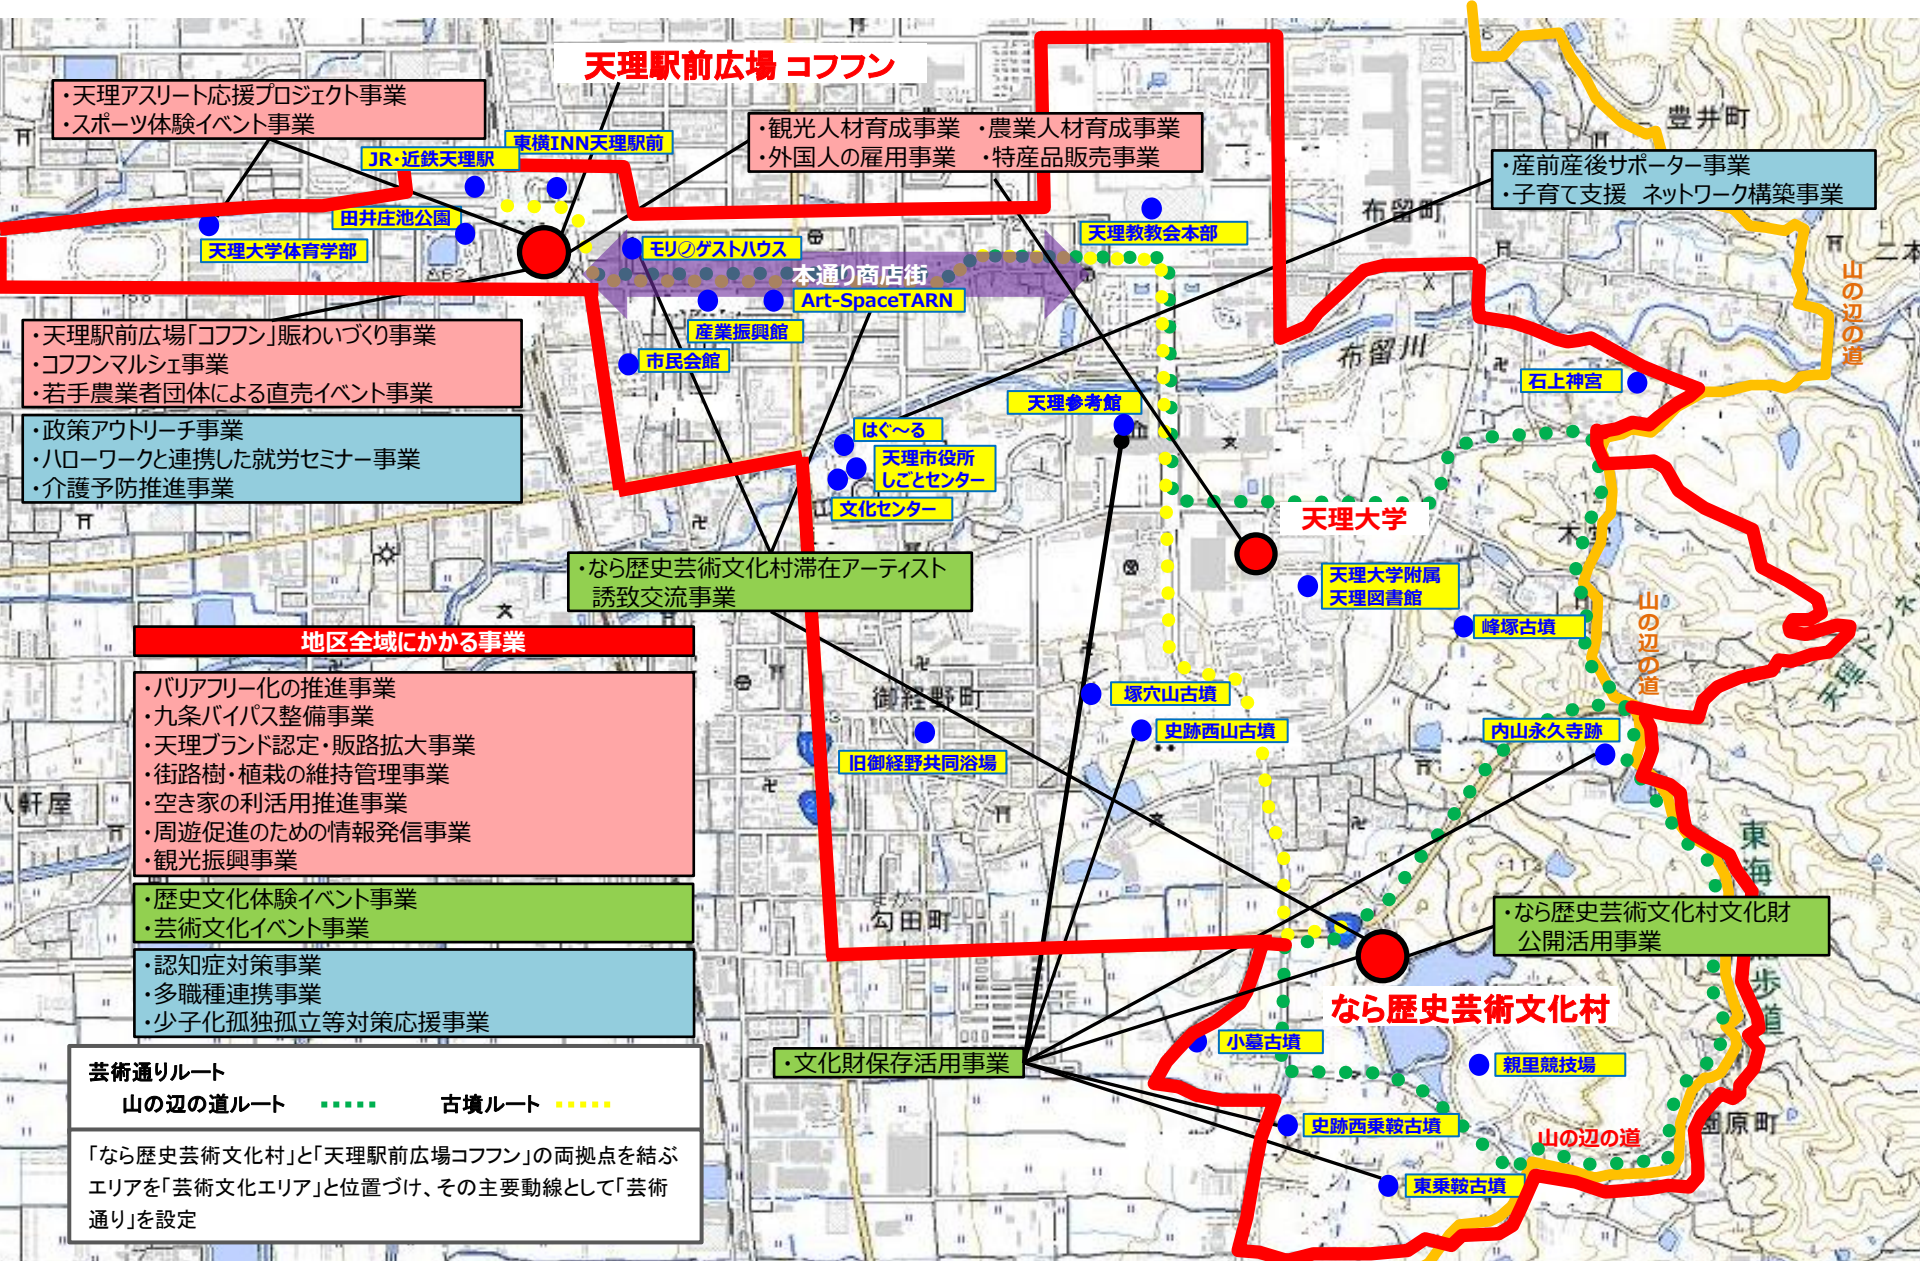 天理駅前広場 コフフン
・天理アスリート応援プロジェクト事業
・スポーツ体験イベント事業
・観光人材育成事業 ・農業人材育成事業
・外国人の雇用事業 ・特産品販売事業
豊井町
・産前産後サポーター事業
・子育て支援 ネットワーク構築事業
東横INN天理駅前
JR・近鉄天理駅
田井庄池公園
天理大学体育学部
モリノゲストハウス
天理教教会本部
布留町
二本
山の辺の道
本通り商店街
Art-SpaceTARN
産業振興館
市民会館
布留川
石上神宮
・天理駅前広場「コフフン」賑わいづくり事業
・コフフンマルシェ事業
・若手農業者団体による直売イベント事業
・政策アウトリーチ事業
・ハローワークと連携した就労セミナー事業
・介護予防推進事業
天理参考館
はぐ～る
天理市役所
しごとセンター
文化センター
天理大学
天理大学附属
天理図書館
峰塚古墳
山の辺の道
・なら歴史芸術文化村滞在アーティスト
誘致交流事業
地区全域にかかる事業
・バリアフリー化の推進事業
・九条バイパス整備事業
・天理ブランド認定・販路拡大事業
・街路樹・植栽の維持管理事業
・空き家の利活用推進事業
・周遊促進のための情報発信事業
・観光振興事業
・歴史文化体験イベント事業
・芸術文化イベント事業
・認知症対策事業
・多職種連携事業
・少子化孤独孤立等対策応援事業
御経野町
塚穴山古墳
史跡西山古墳
旧御経野共同浴場
内山永久寺跡
軒屋
勾田町
東海
歩道
・なら歴史芸術文化村文化財
公開活用事業
なら歴史芸術文化村
・文化財保存活用事業
小墓古墳
親里競技場
史跡西乗鞍古墳
東乗鞍古墳
山の辺の道
園原町
芸術通りルート
山の辺の道ルート 古墳ルート
「なら歴史芸術文化村」と「天理駅前広場コフフン」の両拠点を結ぶ
エリアを「芸術文化エリア」と位置づけ、その主要動線として「芸術
通り」を設定